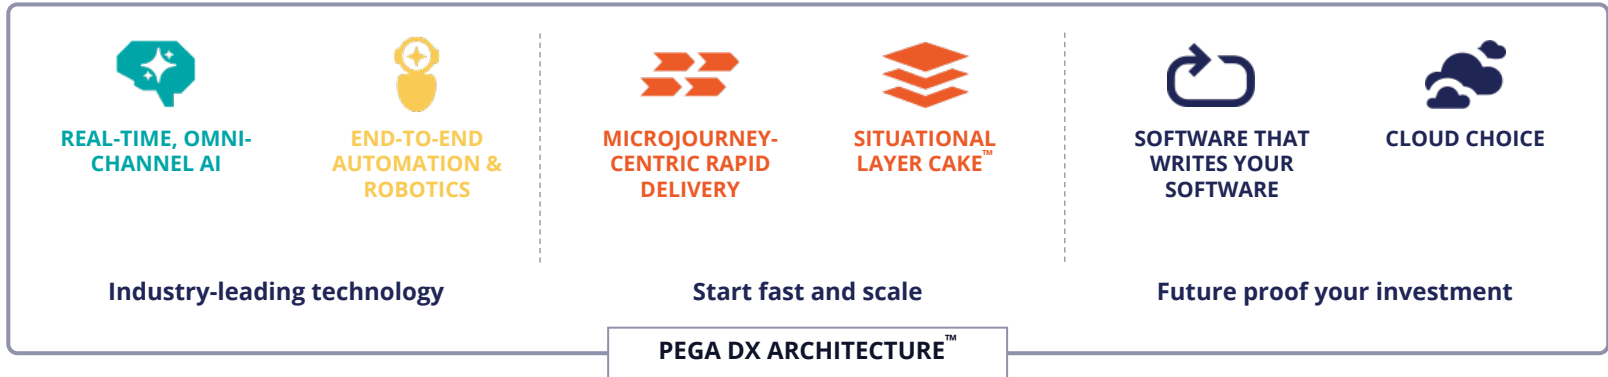 REAL-TIME, OMNI-
CHANNEL AI
END-TO-END
AUTOMATION &
ROBOTICS
MICROJOURNEY-
CENTRIC RAPID
DELIVERY
SITUATIONAL
LAYER CAKE™
SOFTWARE THAT
WRITES YOUR
SOFTWARE
CLOUD CHOICE
Industry-leading technology
Start fast and scale
Future proof your investment
PEGA DX ARCHITECTURE™